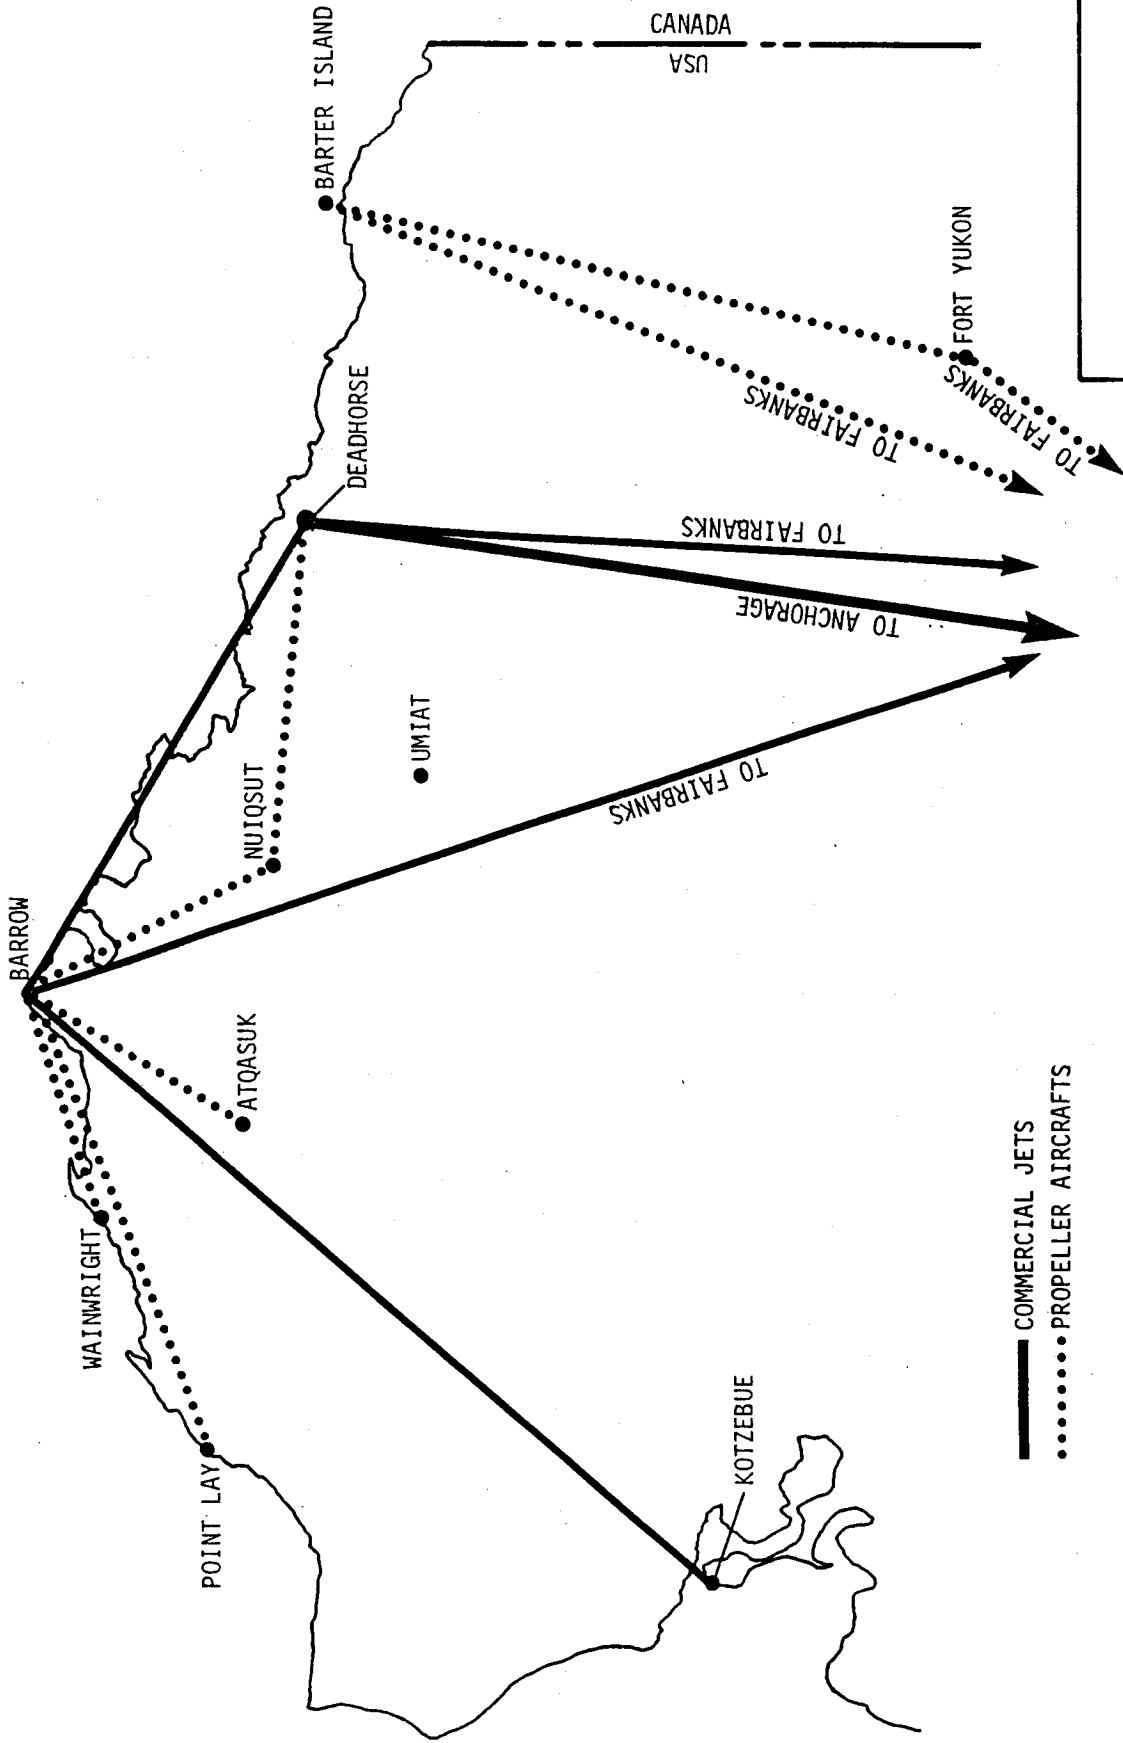 BARROW
BARTER ISLAND
CANADA
USA
WAINWRIGHT
ATQASUK
NUIQSUT
DEADHORSE
POINT LAY
UMIAT
TO FAIRBANKS
TO ANCHORAGE
TO FAIRBANKS
TO FAIRBANKS
FORT YUKON
TO FAIRBANKS
KOTZEBUE
COMMERCIAL JETS
PROPELLER AIRCRAFTS